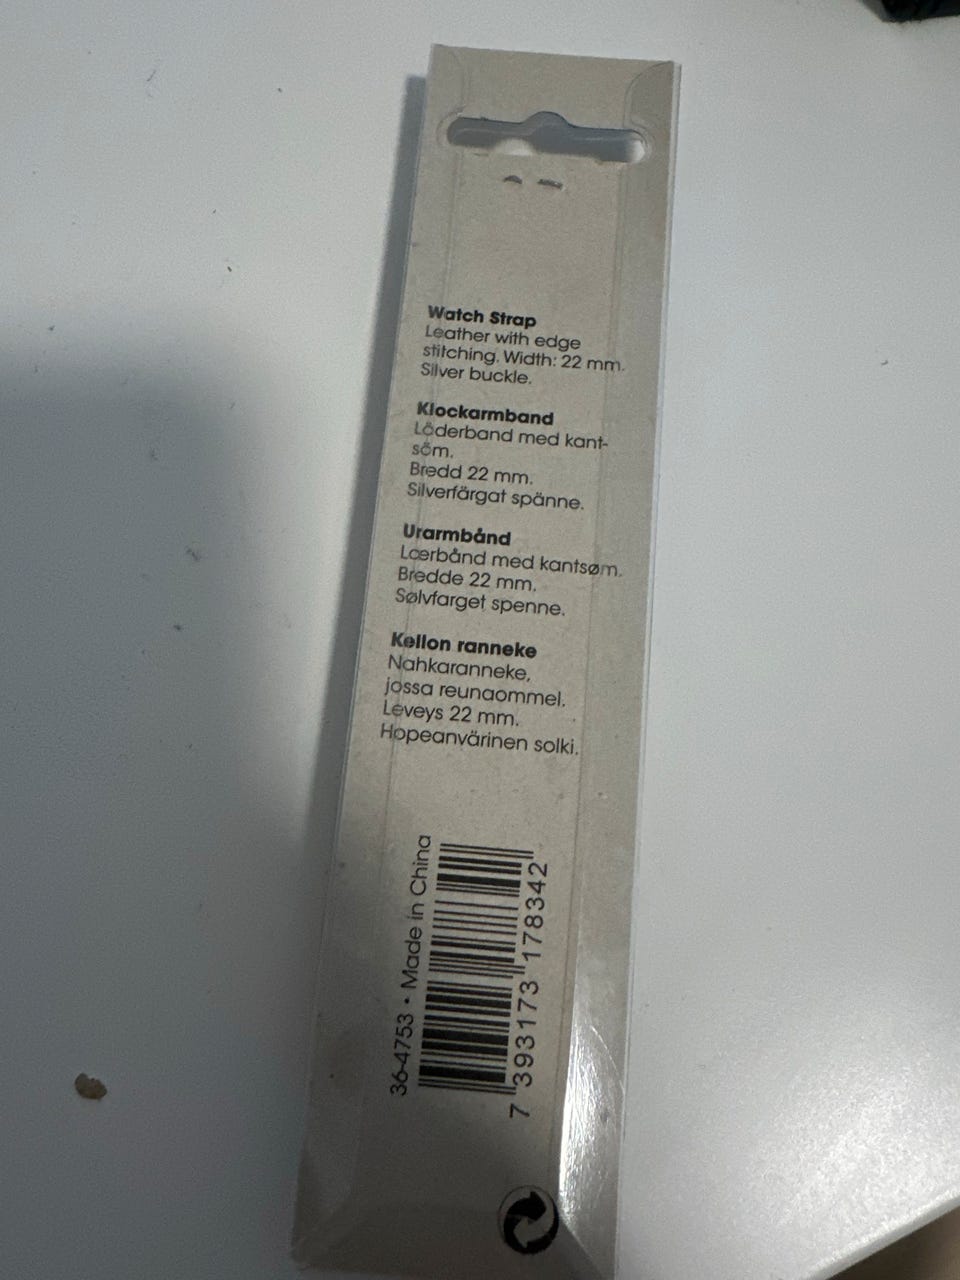 Watch Strap
Leather with edge
stitching. Width: 22 mm.
Silver buckle.
Klockarmband
Läderband med kant-
söm.
Bredd 22 mm.
Silverfärgat spänne.
Urarmbånd
Lærbånd med kantsøm.
Bredde 22 mm.
Sølvfarget spenne.
Kellon ranneke
Nahkaranneke,
jossa reunaommel.
Leveys 22 mm.
Hopeanvärinen solki.
36-4753 • Made in China
7 393173 178342